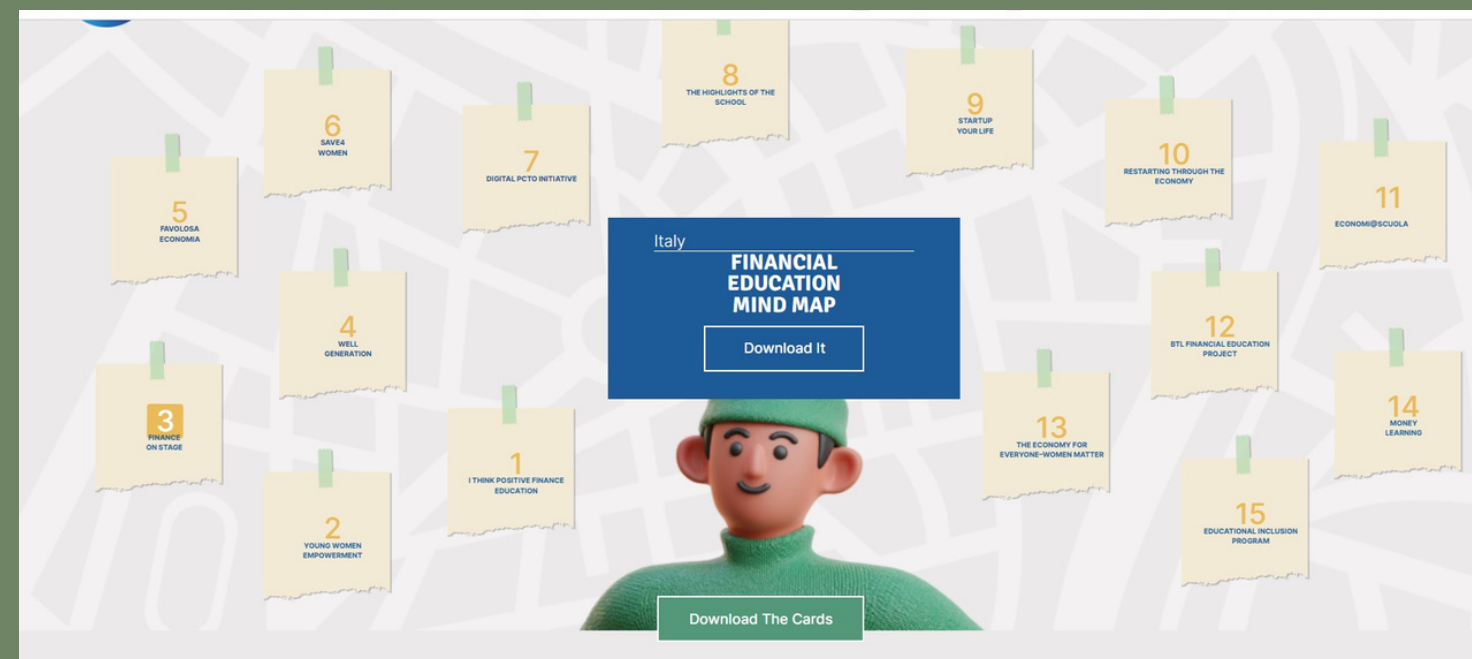 8
THE HIGHLIGHTS OF THE
SCHOOL
9
STARTUP
YOUR LIFE
6
SAVE4
WOMEN
7
DIGITAL PCTO INITIATIVE
10
RESTARTING THROUGH THE
ECONOMY
11
ECONOMI@SCUOLA
5
FAVOLOSA
ECONOMIA
Italy
FINANCIAL
EDUCATION
MIND MAP
Download It
4
WELL
GENERATION
12
BTL FINANCIAL EDUCATION
PROJECT
3
FINANCE
ON STAGE
14
MONEY
LEARNING
13
THE ECONOMY FOR
EVERYONE-WOMEN MATTER
1
I THINK POSITIVE FINANCE
EDUCATION
2
YOUNG WOMEN
EMPOWERMENT
15
EDUCATIONAL INCLUSION
PROGRAM
Download The Cards